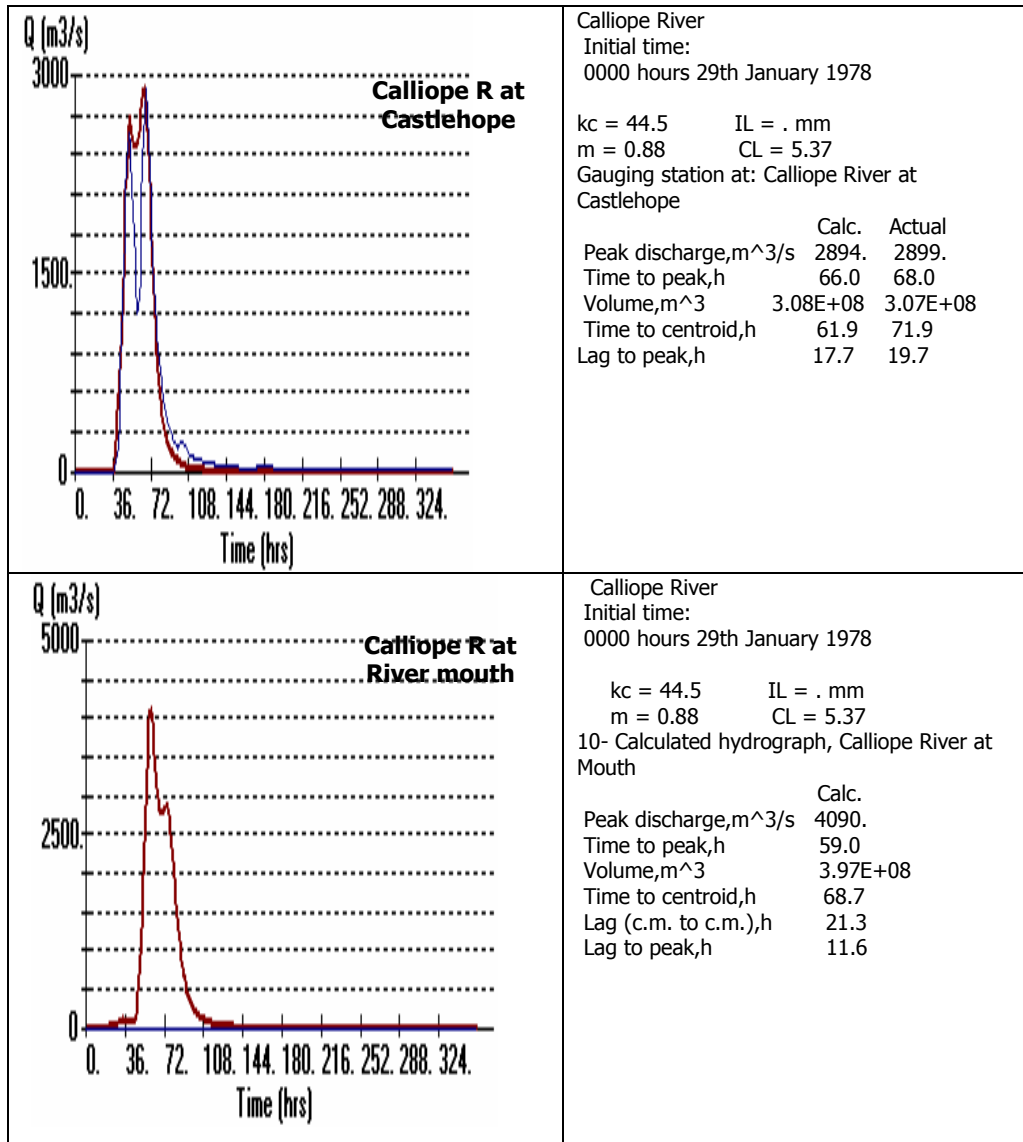 Q (m3/s)
3000
Calliope R at
Castlehope
1500.
0
0. 36. 72. 108. 144. 180. 216. 252. 288. 324.
Time (hrs)
Calliope River
Initial time:
0000 hours 29th January 1978
kc = 44.5 IL = . mm
m = 0.88 CL = 5.37
Gauging station at: Calliope River at
Castlehope
Calc. Actual
Peak discharge,m^3/s 2894. 2899.
Time to peak,h 66.0 68.0
Volume,m^3 3.08E+08 3.07E+08
Time to centroid,h 61.9 71.9
Lag to peak,h 17.7 19.7
Q (m3/s)
5000
Calliope R at
River mouth
2500.
0
0. 36. 72. 108. 144. 180. 216. 252. 288. 324.
Time (hrs)
Calliope River
Initial time:
0000 hours 29th January 1978
kc = 44.5 IL = . mm
m = 0.88 CL = 5.37
10- Calculated hydrograph, Calliope River at
Mouth
Calc.
Peak discharge,m^3/s 4090.
Time to peak,h 59.0
Volume,m^3 3.97E+08
Time to centroid,h 68.7
Lag (c.m. to c.m.),h 21.3
Lag to peak,h 11.6